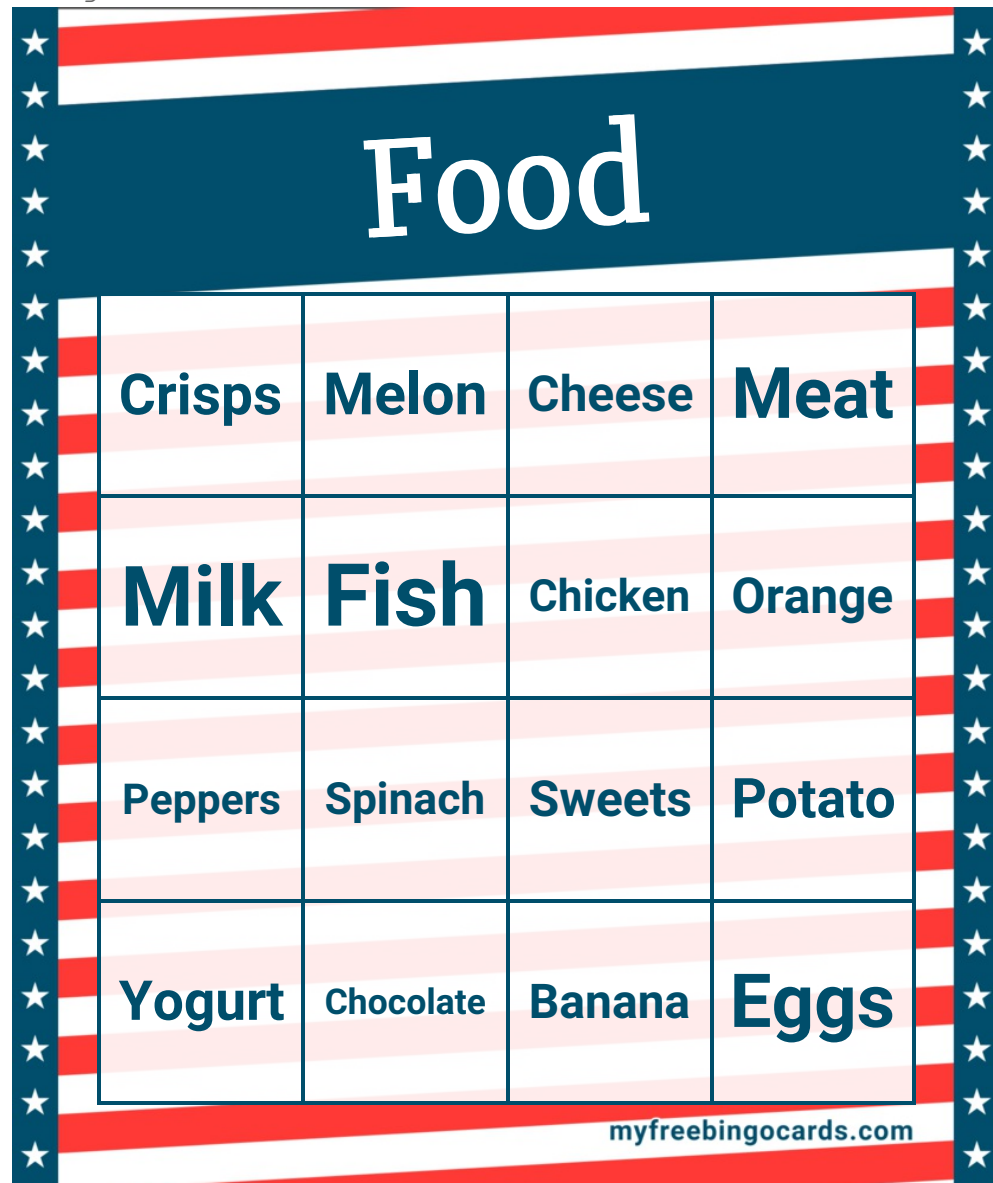 Food
Crisps Melon Cheese Meat
Milk Fish Chicken Orange
Peppers Spinach Sweets Potato
Yogurt Chocolate Banana Eggs
myfreebingocards.com